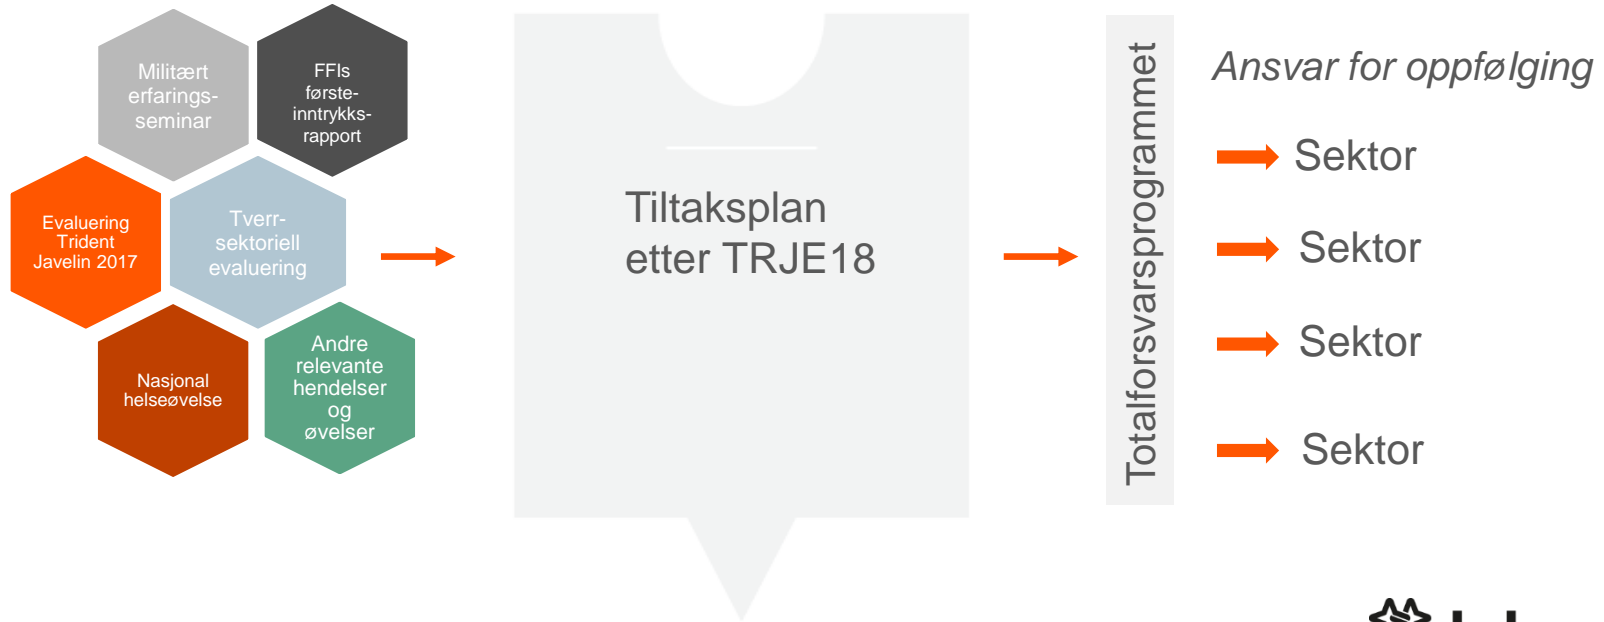 Militært
erfarings-
seminar
FFIs
første-
inntrykks-
rapport
Evaluering
Trident
Javelin 2017
Tverr-
sektoriell
evaluering
Nasjonal
helseøvelse
Andre
relevante
hendelser
og
øvelser
Tiltaksplan
etter TRJE18
Totalforsvarsprogrammet
Ansvar for oppfølging
Sektor
Sektor
Sektor
Sektor